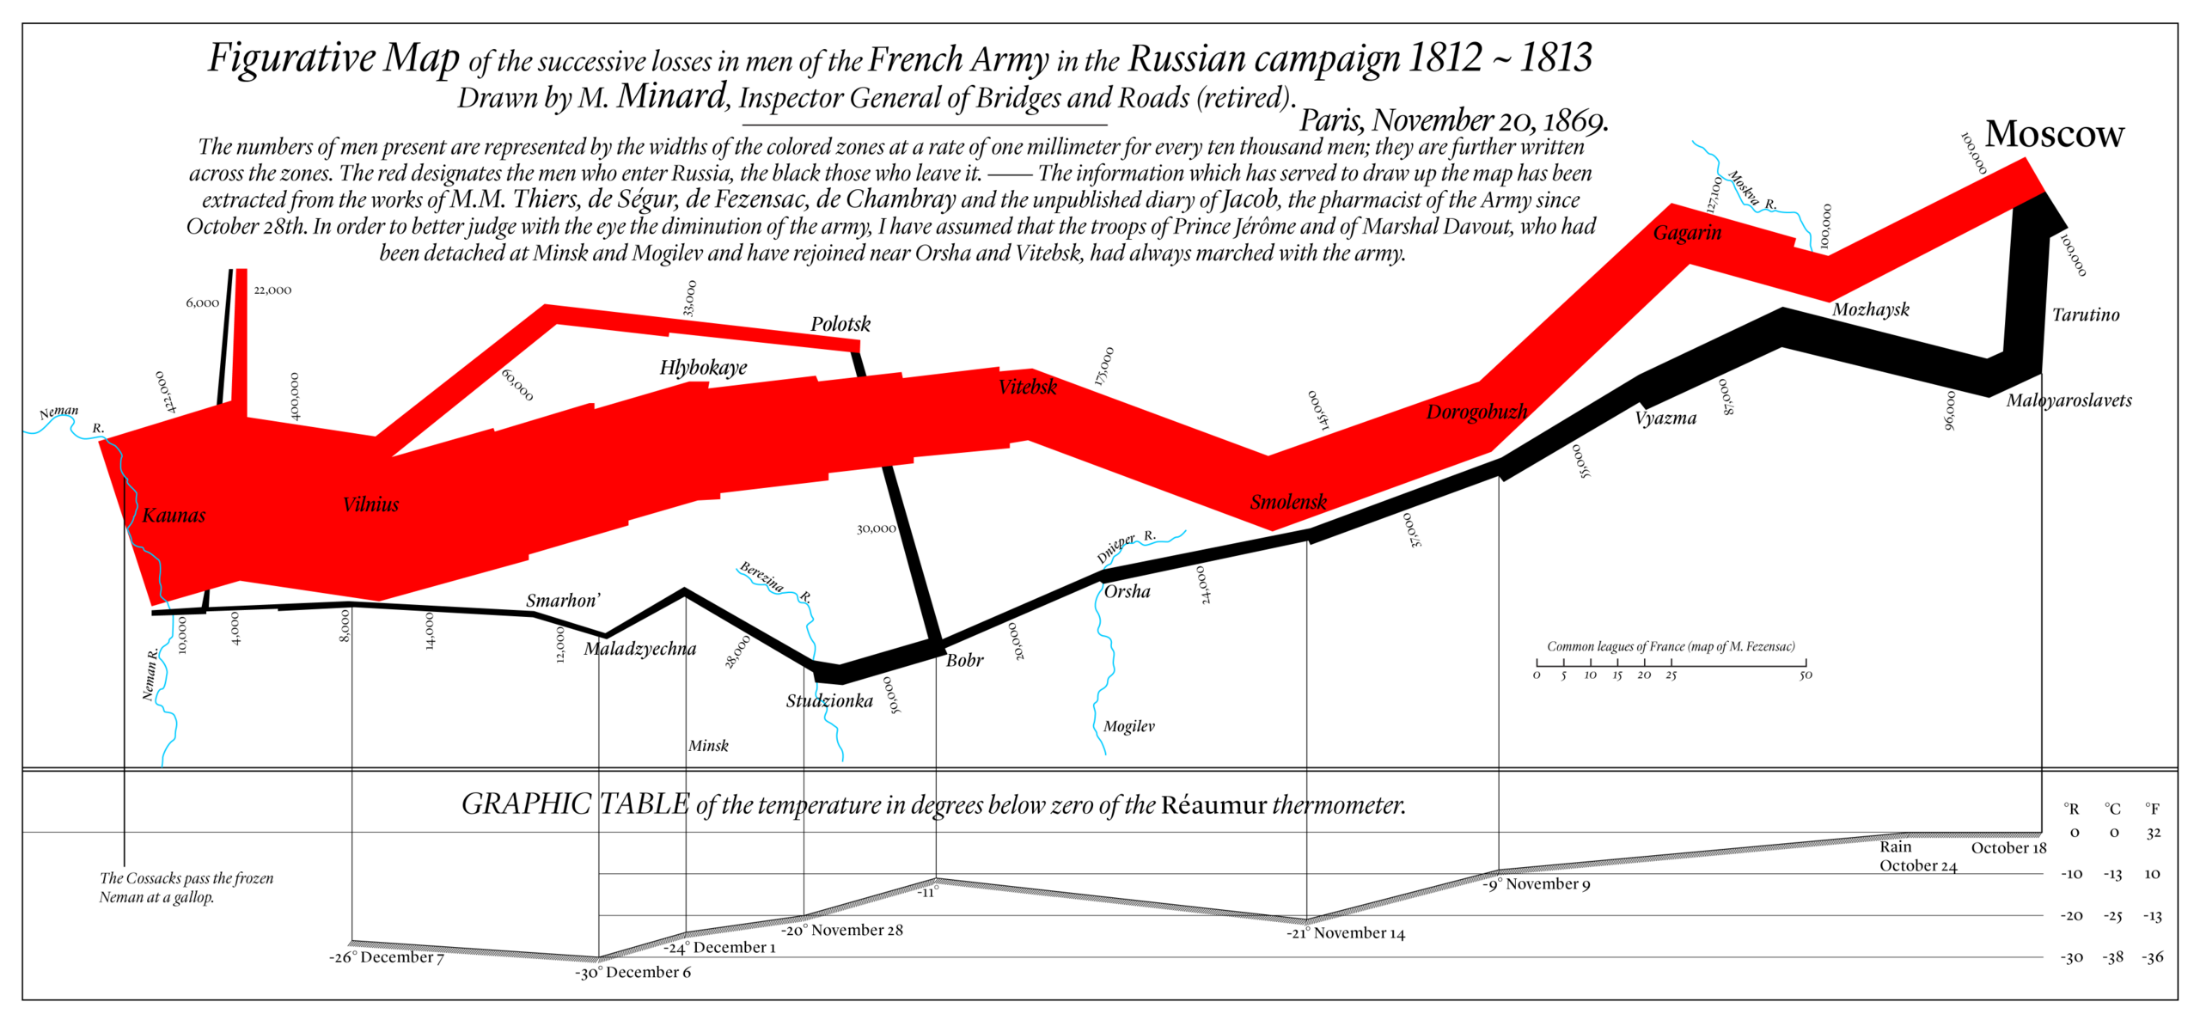 Figurative Map of the successive losses in men of the French Army in the Russian campaign 1812 ~ 1813
Drawn by M. Minard, Inspector General of Bridges and Roads (retired).
Paris, November 20, 1869.
The numbers of men present are represented by the widths of the colored zones at a rate of one millimeter for every ten thousand men; they are further written
across the zones. The red designates the men who enter Russia, the black those who leave it. —— The information which has served to draw up the map has been
extracted from the works of M.M. Thiers, de Ségur, de Fezensac, de Chambray and the unpublished diary of Jacob, the pharmacist of the Army since
October 28th. In order to better judge with the eye the diminution of the army, I have assumed that the troops of Prince Jérôme and of Marshal Davout, who had
been detached at Minsk and Mogilev and have rejoined near Orsha and Vitebsk, had always marched with the army.
Moscow
100,000
Moskva R.
127,100
100,000
Gagarin
100,000
6,000
22,000
33,000
Mozhaysk
Tarutino
Polotsk
Hlybokaye
175,000
422,000
400,000
60,000
Vitebsk
145,000
Dorogobuzh
Vyazma
87,000
96,000
Maloyaroslavets
Neman
R.
Kaunas
Vilnius
Smolensk
55,000
30,000
37,000
Dnieper R.
Berezina R.
Orsha
24,000
Smarhon’
10,000
4,000
8,000
14,000
12,000
Maladzyechna
28,000
20,000
Bobr
Neman R.
Studzionka
50,000
Mogilev
Minsk
Common leagues of France (map of M. Fezensac)
0 5 10 15 20 25 50
GRAPHIC TABLE of the temperature in degrees below zero of the Réaumur thermometer.
°R °C °F
0 0 32
Rain
October 24
October 18
-10 -13 10
The Cossacks pass the frozen
Neman at a gallop.
-9° November 9
-11°
-20 -25 -13
-20° November 28
-21° November 14
-24° December 1
-26° December 7
-30 -38 -36
-30° December 6